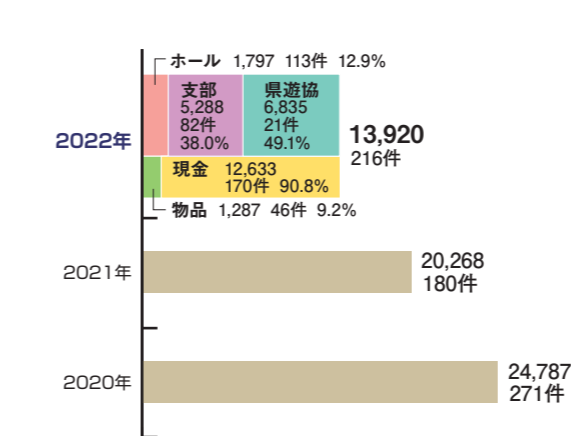 ホール 1,797 113件 12.9%
支部
5,288
82件
38.0%
県遊協
6,835
21件
49.1%
2022年
13,920
216件
現金 12,633
170件 90.8%
物品 1,287 46件 9.2%
2021年
20,268
180件
2020年
24,787
271件